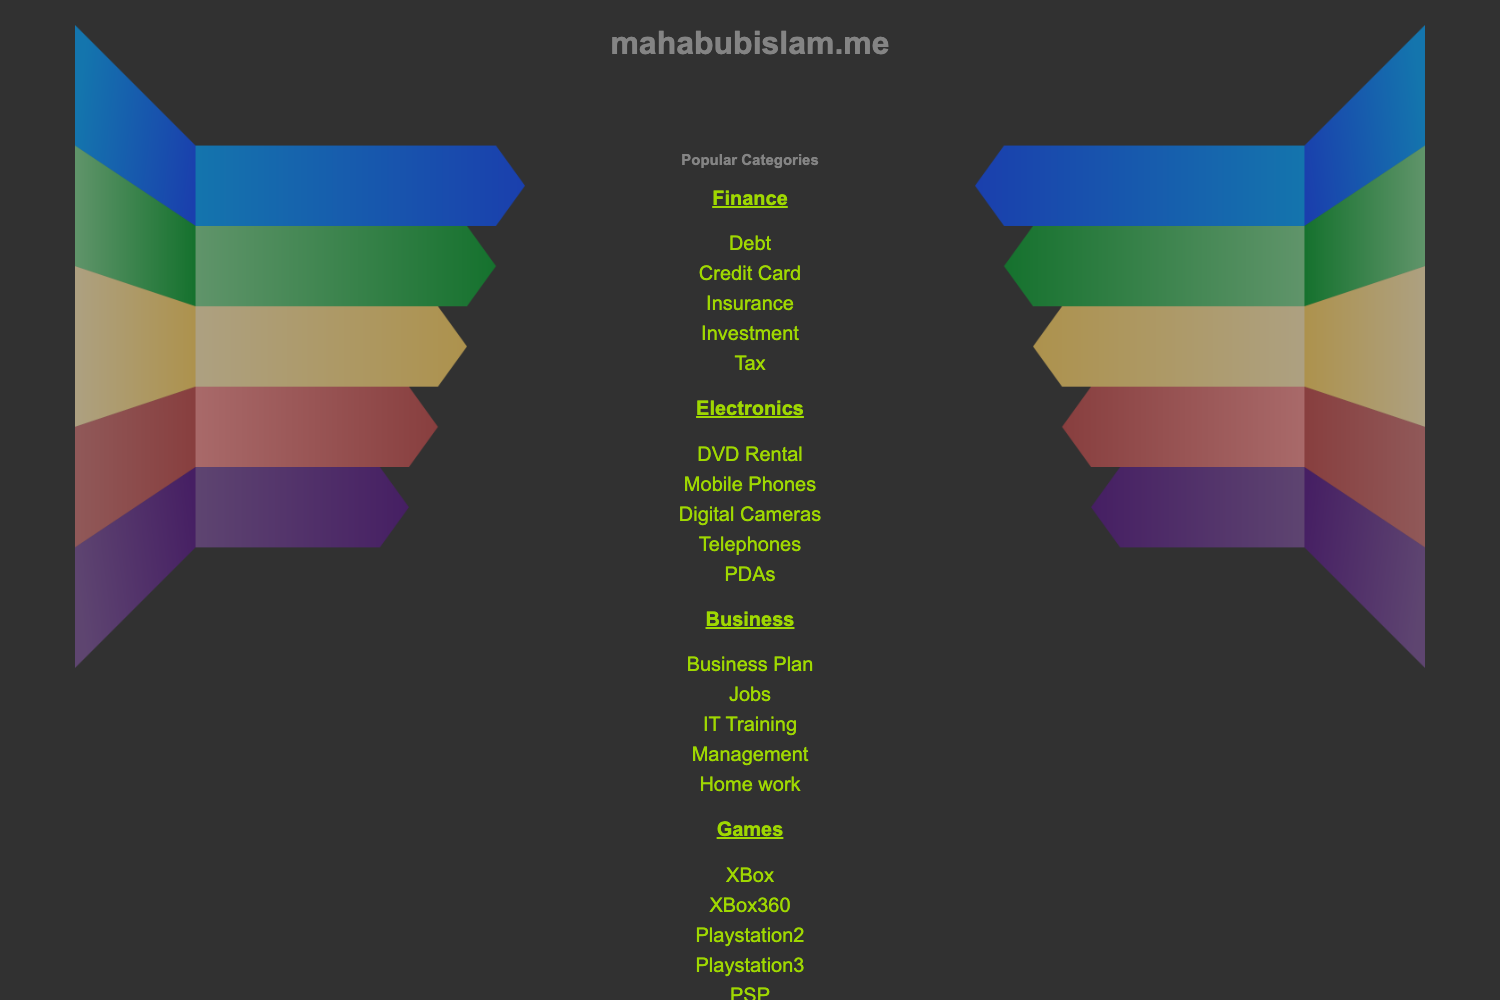 mahabubislam.me
Popular Categories
Finance
Debt
Credit Card
Insurance
Investment
Tax
Electronics
DVD Rental
Mobile Phones
Digital Cameras
Telephones
PDAs
Business
Business Plan
Jobs
IT Training
Management
Home work
Games
XBox
XBox360
Playstation2
Playstation3
PSP